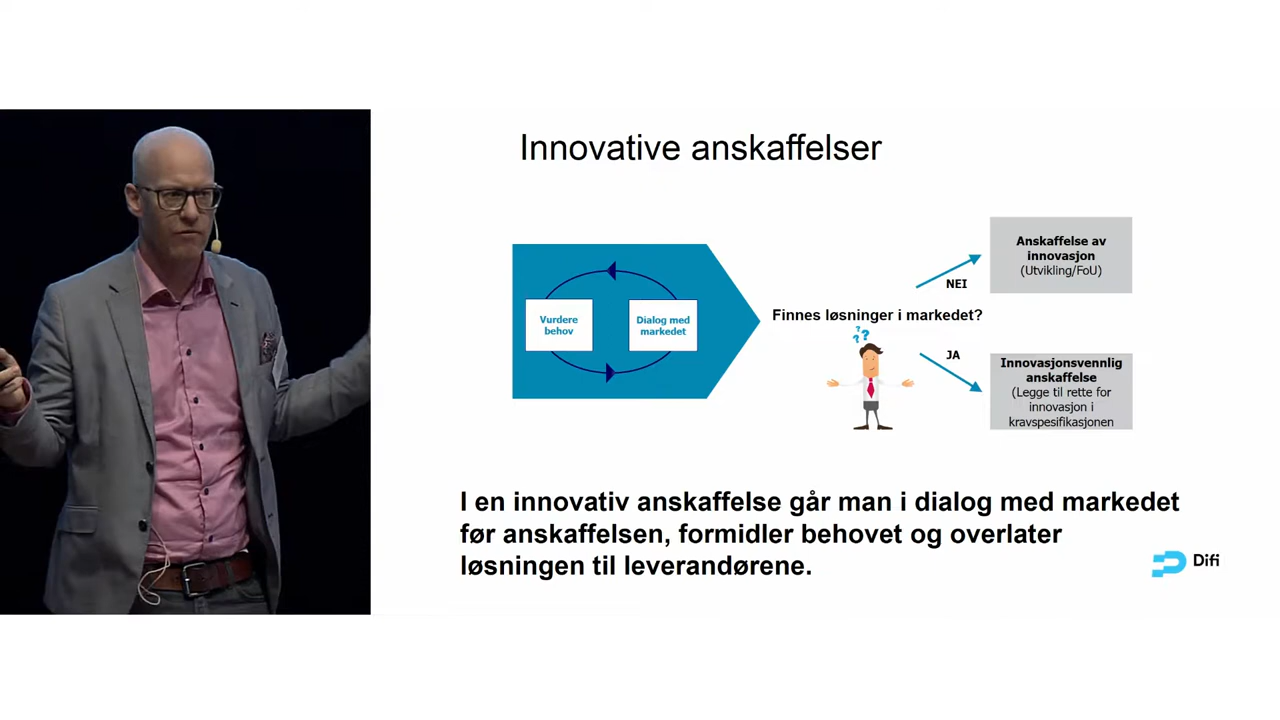 Innovative anskaffelser
Vurdere
behov
Dialog med
markedet
Finnes løsninger i markedet?
??
?
NEI
JA
Anskaffelse av
innovasjon
(Utvikling/FoU)
Innovasjonsvennlig
anskaffelse
(Legge til rette for
innovasjon i
kravspesifikasjonen
I en innovativ anskaffelse går man i dialog med markedet
før anskaffelsen, formidler behovet og overlater
løsningen til leverandørene.
Difi